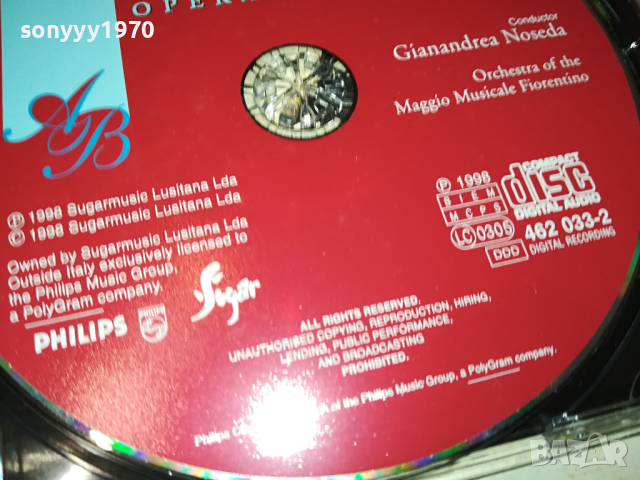 sonyyy1970
OPERA
AB
Conductor
Gianandrea Noseda
Orchestra of the
Maggio Musicale Fiorentino
℗ 1998 Sugarmusic Lusitana Lda
© 1998 Sugarmusic Lusitana Lda
Owned by Sugarmusic Lusitana Lda
Outside Italy exclusively licensed to
the Philips Music Group,
a PolyGram company.
PHILIPS
PHILIPS
Sugar
℗ 1998
BIEM
MCPS
LC 0305
COMPACT
disc
DIGITAL AUDIO
462 033-2
DDD DIGITAL RECORDING
ALL RIGHTS RESERVED.
UNAUTHORISED COPYING, REPRODUCTION, HIRING,
LENDING, PUBLIC PERFORMANCE,
AND BROADCASTING
PROHIBITED.
Philips of the Philips Music Group, a PolyGram company.
BAZAR